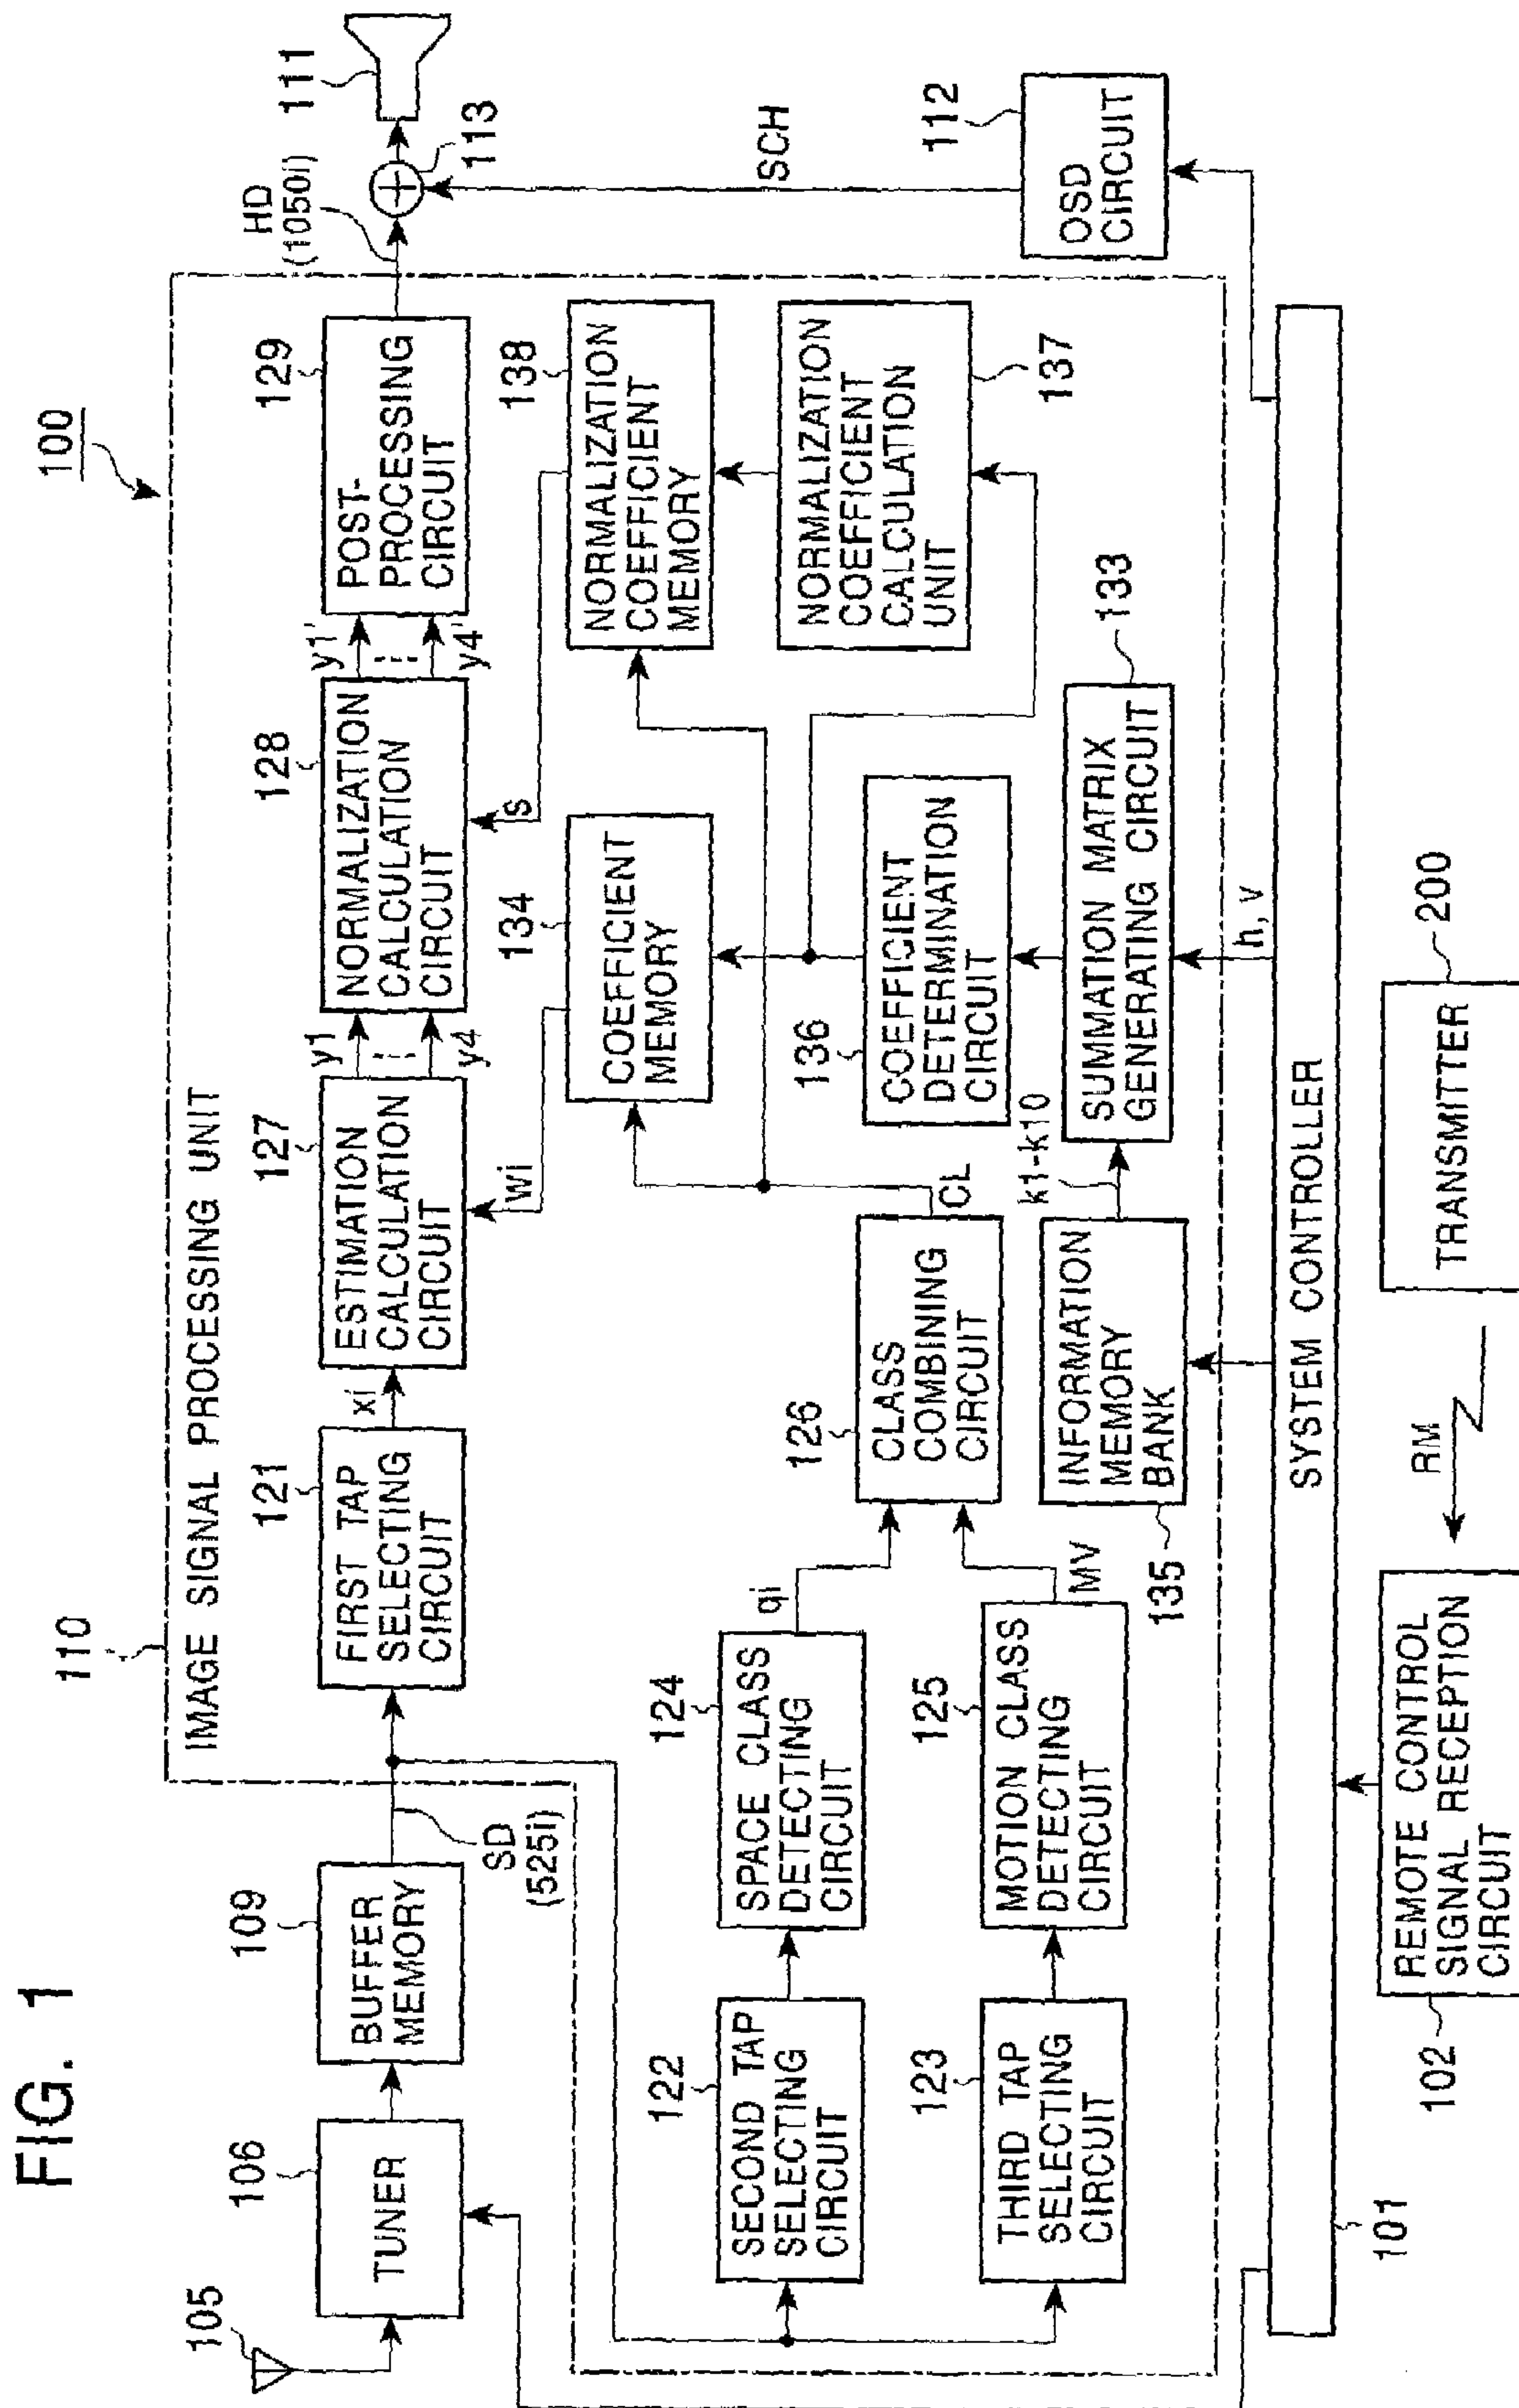 FIG. 1
100
110
IMAGE SIGNAL PROCESSING UNIT
105
106
TUNER
109
BUFFER
MEMORY
SD
(525i)
121
FIRST TAP
SELECTING
CIRCUIT
xi
127
ESTIMATION
CALCULATION
CIRCUIT
y1
y4
wi
128
NORMALIZATION
CALCULATION
CIRCUIT
y1'
y4'
s
129
POST-
PROCESSING
CIRCUIT
HD
(1050i)
113
111
122
SECOND TAP
SELECTING
CIRCUIT
124
SPACE CLASS
DETECTING
CIRCUIT
qi
123
THIRD TAP
SELECTING
CIRCUIT
125
MOTION CLASS
DETECTING
CIRCUIT
MV
126
CLASS
COMBINING
CIRCUIT
CL
134
COEFFICIENT
MEMORY
138
NORMALIZATION
COEFFICIENT
MEMORY
136
COEFFICIENT
DETERMINATION
CIRCUIT
NORMALIZATION
COEFFICIENT
CALCULATION
UNIT
137
135
INFORMATION
MEMORY
BANK
k1-k10
SUMMATION MATRIX
GENERATING CIRCUIT
133
h, v
SCH
112
OSD
CIRCUIT
101
SYSTEM CONTROLLER
102
REMOTE CONTROL
SIGNAL RECEPTION
CIRCUIT
RM
TRANSMITTER
200